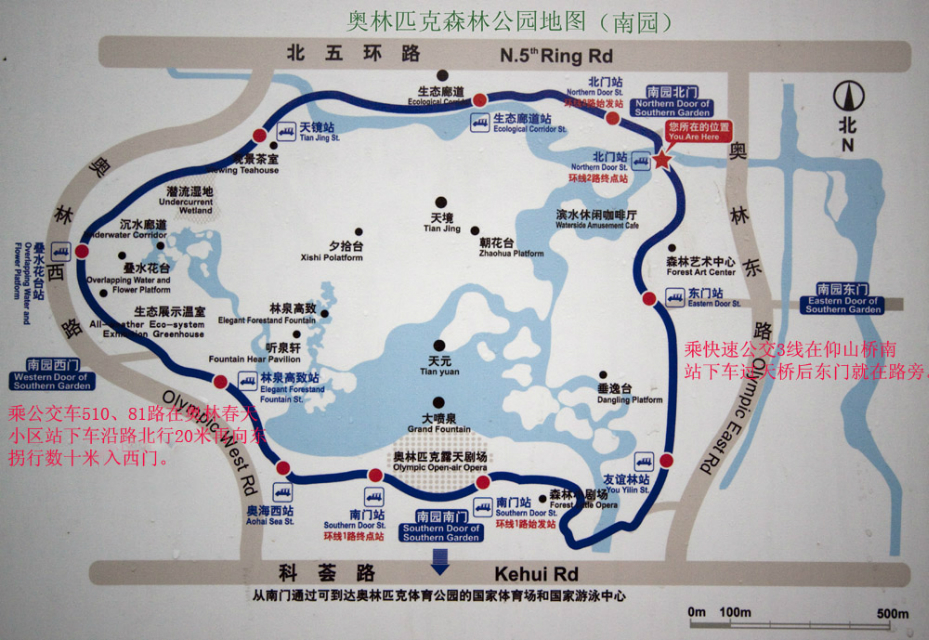 奥林匹克森林公园地图（南园）
北五环路 N.5th Ring Rd
生态廊道
Ecological Corridor
北门站
Northern Door St.
环线2路始发站
南园北门
Northern Door of
Southern Garden
生态廊道站
Ecological Corridor St.
天镜站
Tian Jing St.
您所在的位置
You Are Here
北
N
观景茶室
Viewing Teahouse
北门站
Northern Door St.
环线2路终点站
奥林西路
奥林东路
潜流湿地
Undercurrent
Wetland
天境
Tian Jing
滨水休闲咖啡厅
Waterside Amusement Cafe
沉水廊道
Underwater Corridor
夕拾台
Xishi Polatform
朝花台
Zhaohua Platform
叠水花台站
Overlapping Water and
Flower Platform
叠水花台
Overlapping Water and
Flower Platform
森林艺术中心
Forest Art Center
生态展示温室
All-Weather Eco-system
Exhibition Greenhouse
林泉高致
Elegant Forestand Fountain
东门站
Eastern Door St.
南园东门
Eastern Door of
Southern Garden
听泉轩
Fountain Hear Pavilion
天元
Tian yuan
南园西门
Western Door of
Southern Garden
林泉高致站
Elegant Forestand
Fountain St.
垂逸台
Dangling Platform
乘快速公交3线在仰山桥南
站下车过天桥后东门就在路旁。
Olympic West Rd
Olympic East Rd
乘公交车510、81路在奥林春天
小区站下车沿路北行20米再向东
拐行数十米入西门。
大喷泉
Grand Fountain
奥林匹克露天剧场
Olympic Open-air Opera
友谊林站
You Yilin St.
奥海西站
Aohai Sea St.
南门站
Southern Door St.
环线1路终点站
南园南门
Southern Door of
Southern Garden
南门站
Southern Door St.
环线1路始发站
森林小剧场
Forest Little Opera
科荟路 Kehui Rd
从南门通过可到达奥林匹克体育公园的国家体育场和国家游泳中心
0m 100m 500m